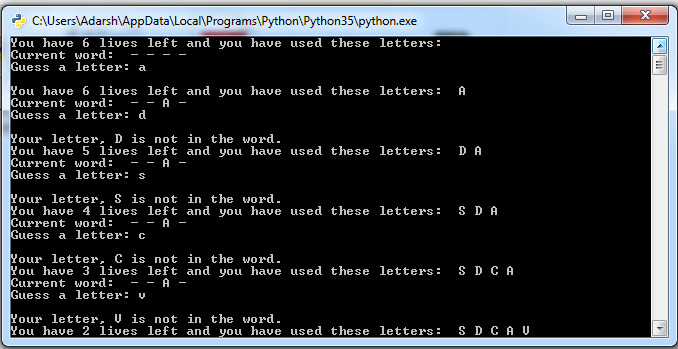 C:\Users\Adarsh\AppData\Local\Programs\Python\Python35\python.exe
You have 6 lives left and you have used these letters:
Current word:  - - - -
Guess a letter: a
You have 6 lives left and you have used these letters:  A
Current word:  - - A -
Guess a letter: d
Your letter, D is not in the word.
You have 5 lives left and you have used these letters:  D A
Current word:  - - A -
Guess a letter: s
Your letter, S is not in the word.
You have 4 lives left and you have used these letters:  S D A
Current word:  - - A -
Guess a letter: c
Your letter, C is not in the word.
You have 3 lives left and you have used these letters:  S D C A
Current word:  - - A -
Guess a letter: v
Your letter, V is not in the word.
You have 2 lives left and you have used these letters:  S D C A V